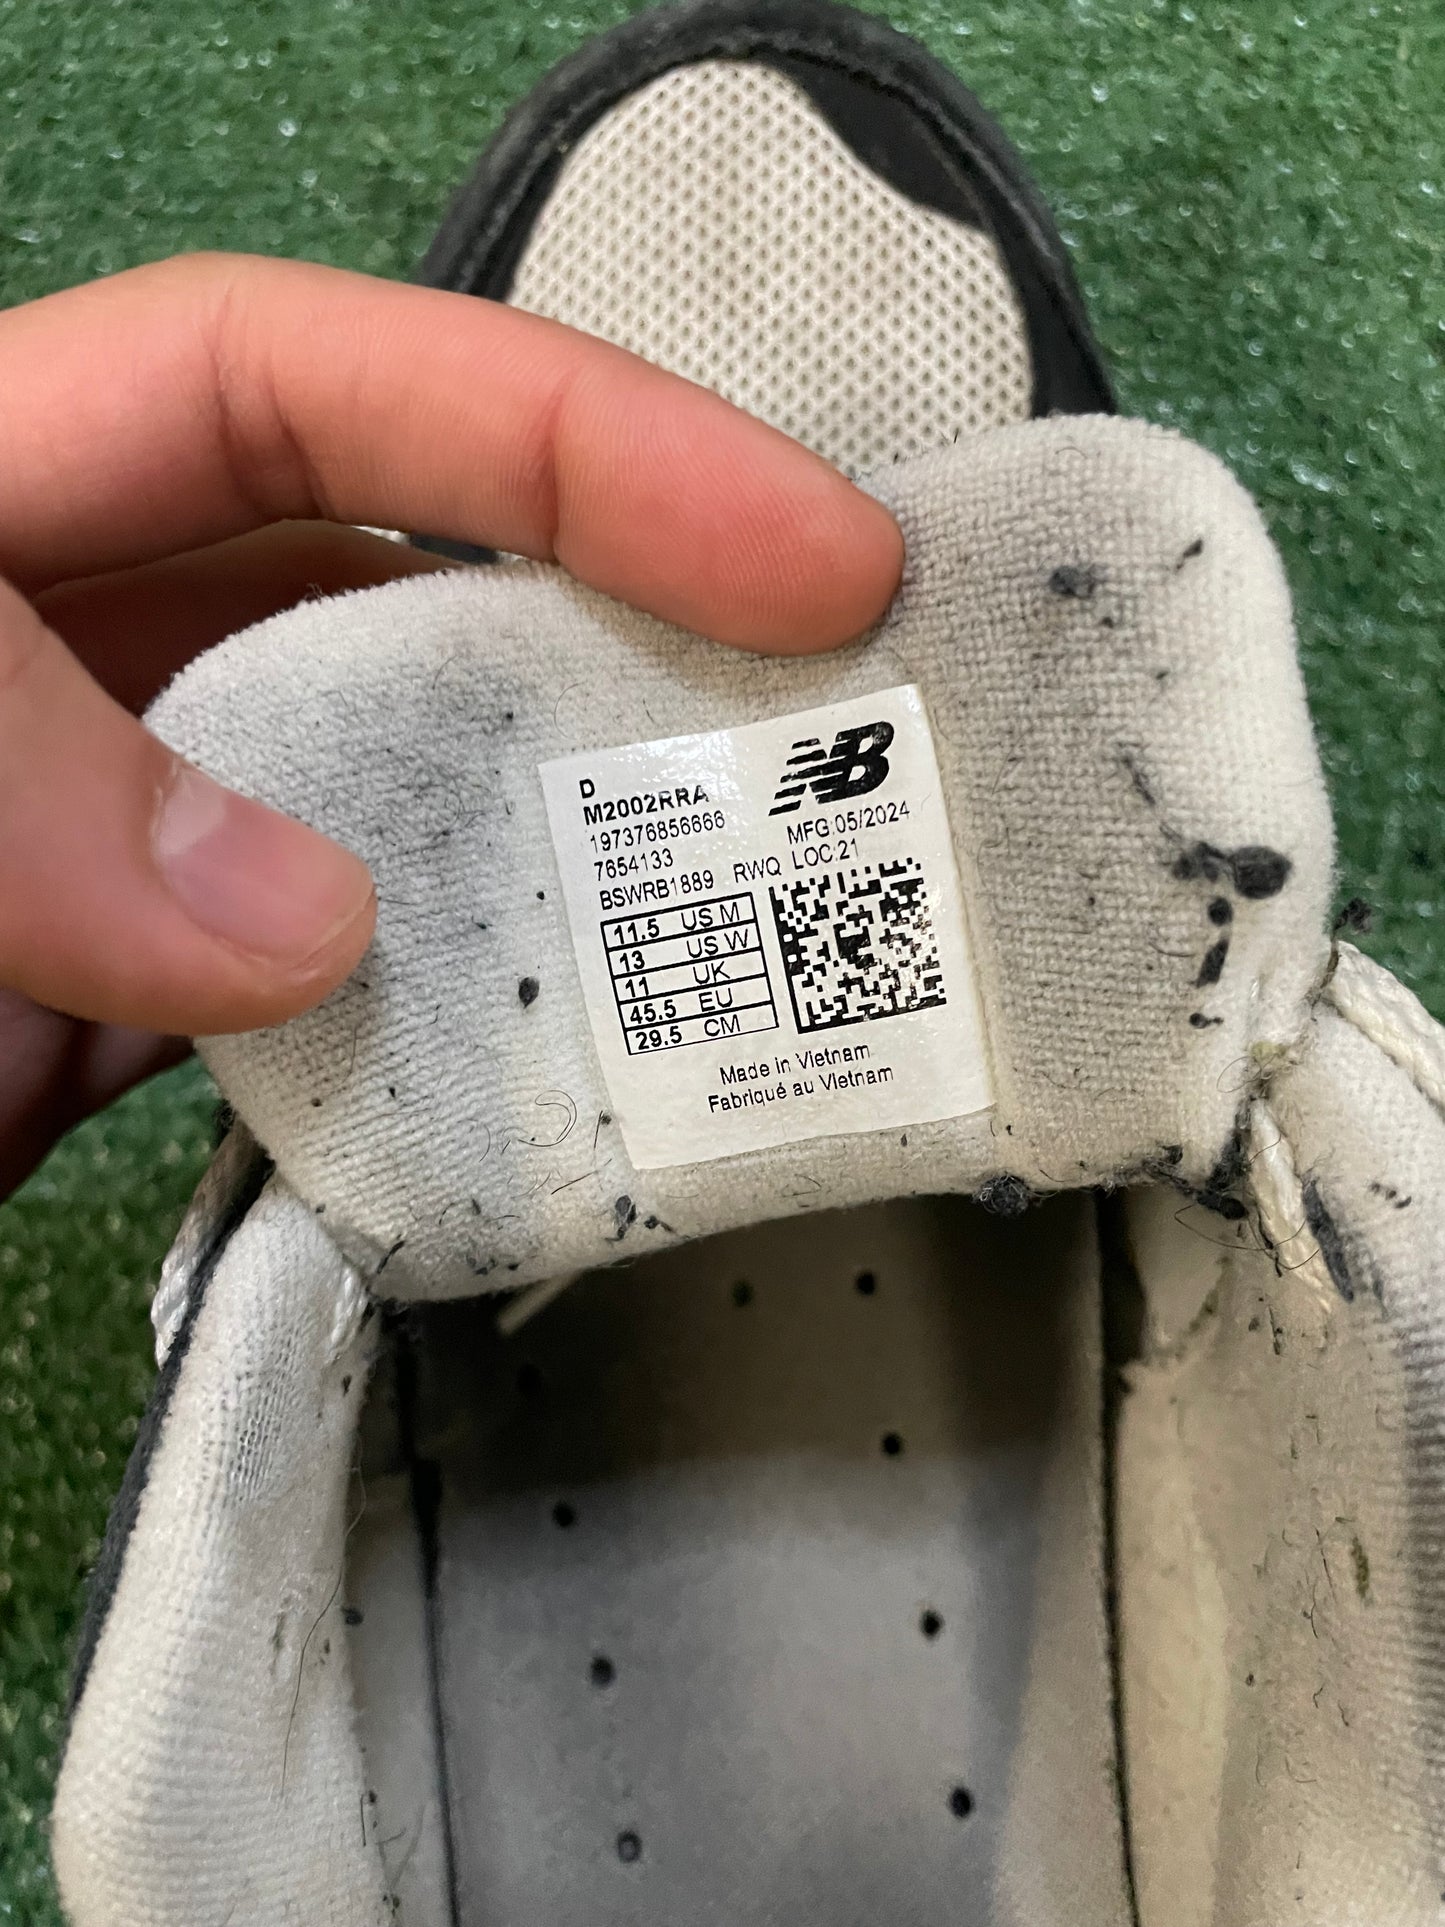 D
M2002RRA
197376856666
7654133
BSWRB1889 RWQ
NB
MFG:05/2024
LOC:21
11.5 US M
13 US W
11 UK
45.5 EU
29.5 CM
Made in Vietnam
Fabriqué au Vietnam